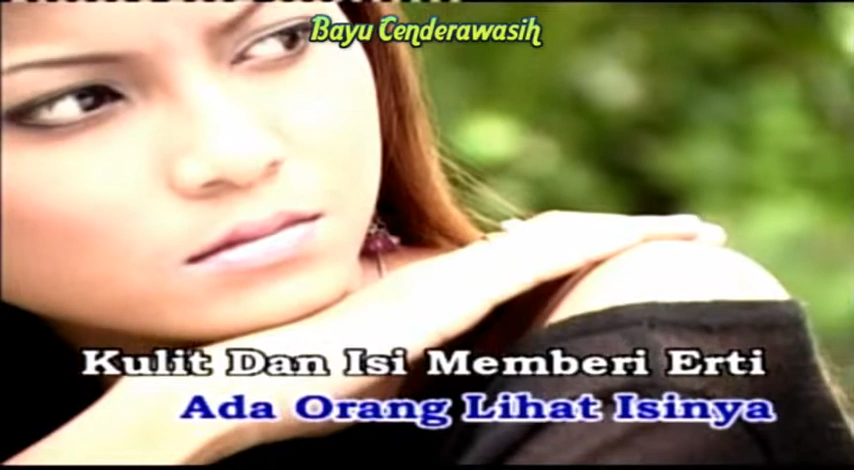 Bayu Cenderawasih
Kulit Dan Isi Memberi Erti
Ada Orang Lihat Isinya